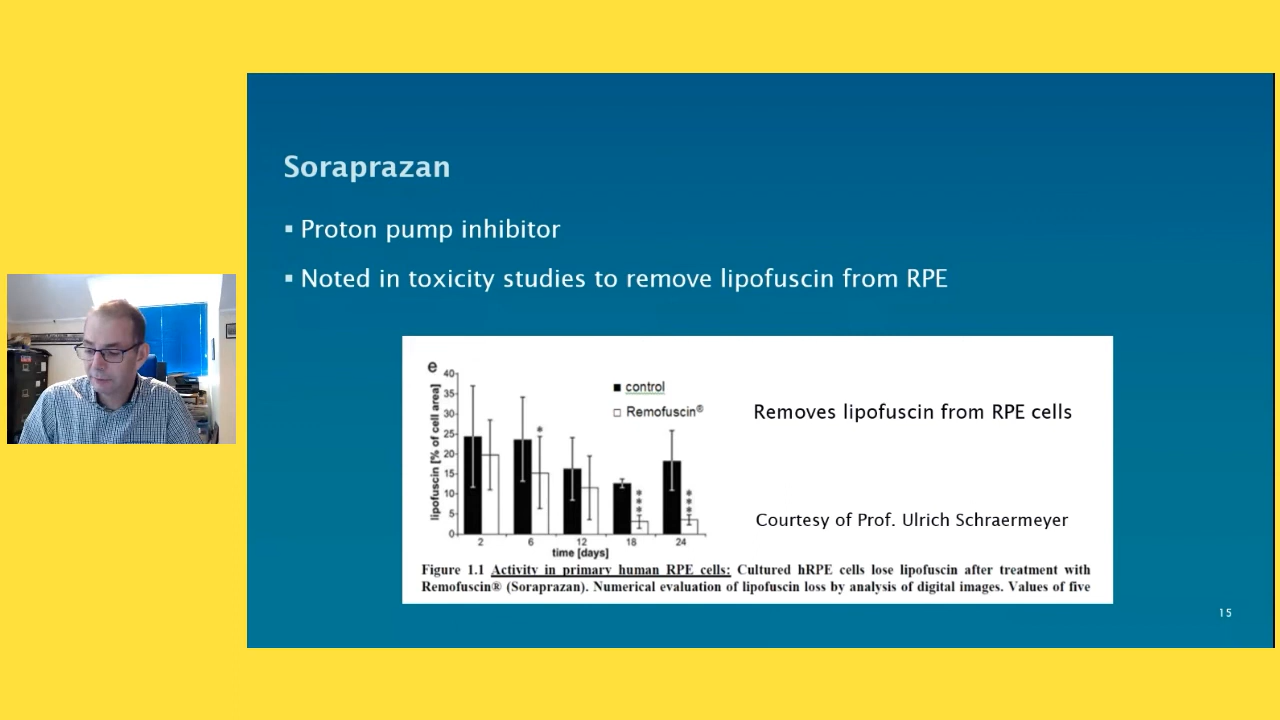 Soraprazan
▪ Proton pump inhibitor
▪ Noted in toxicity studies to remove lipofuscin from RPE
e
lipofuscin [% of cell area]
40
35
30
25
20
15
10
5
0
control
Remofuscin®
*
***
***
2 6 12 18 24
time [days]
Removes lipofuscin from RPE cells
Courtesy of Prof. Ulrich Schraermeyer
Figure 1.1 Activity in primary human RPE cells: Cultured hRPE cells lose lipofuscin after treatment with
Remofuscin® (Soraprazan). Numerical evaluation of lipofuscin loss by analysis of digital images. Values of five
15